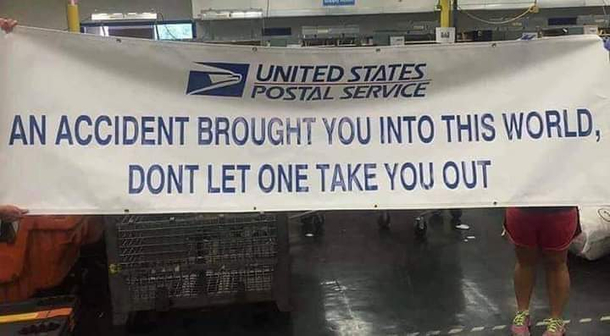 UNITED STATES
POSTAL SERVICE
AN ACCIDENT BROUGHT YOU INTO THIS WORLD,
DONT LET ONE TAKE YOU OUT